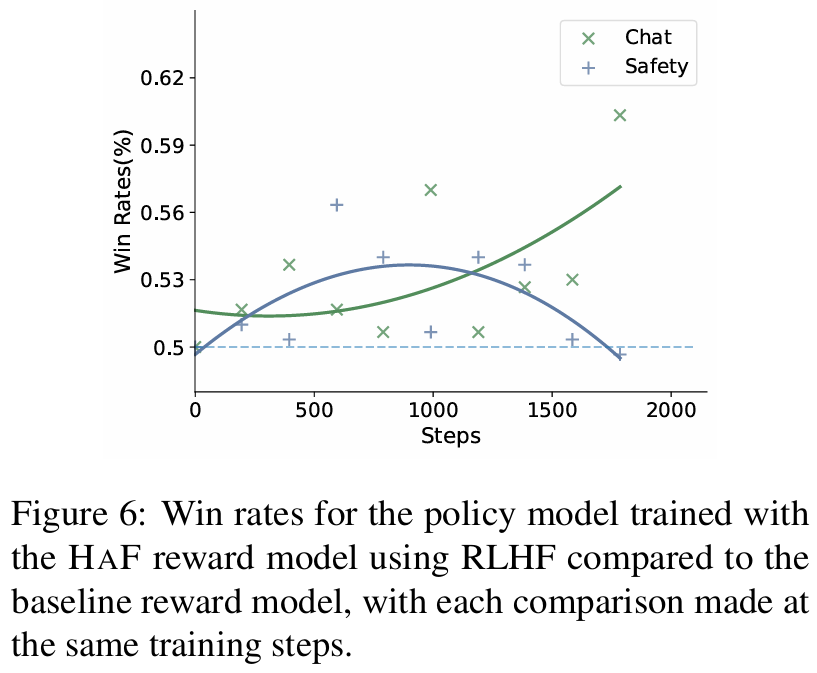 Chat
Safety
0.62
0.59
0.56
0.53
0.5
Win Rates(%)
0 500 1000 1500 2000
Steps
Figure 6: Win rates for the policy model trained with
the HAF reward model using RLHF compared to the
baseline reward model, with each comparison made at
the same training steps.